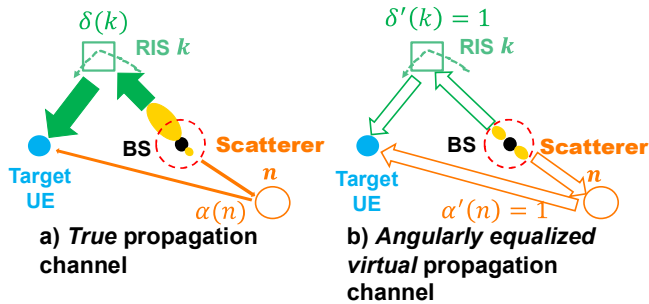 δ(k)
RIS k
BS
Scatterer
n
Target
UE
α(n)
a) True propagation
channel
δ′(k) = 1
RIS k
BS
Scatterer
n
Target
UE
α′(n) = 1
b) Angularly equalized
virtual propagation
channel